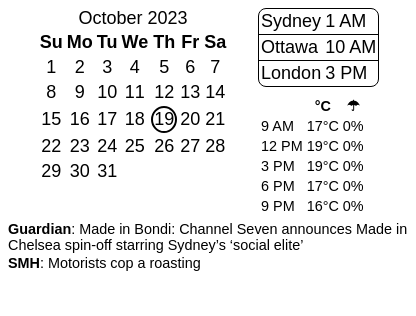 October 2023
Su Mo Tu We Th Fr Sa
1 2 3 4 5 6 7
8 9 10 11 12 13 14
15 16 17 18 19 20 21
22 23 24 25 26 27 28
29 30 31
Sydney 1 AM
Ottawa 10 AM
London 3 PM
°C ☂
9 AM 17°C 0%
12 PM 19°C 0%
3 PM 19°C 0%
6 PM 17°C 0%
9 PM 16°C 0%
Guardian: Made in Bondi: Channel Seven announces Made in
Chelsea spin-off starring Sydney’s ‘social elite’
SMH: Motorists cop a roasting